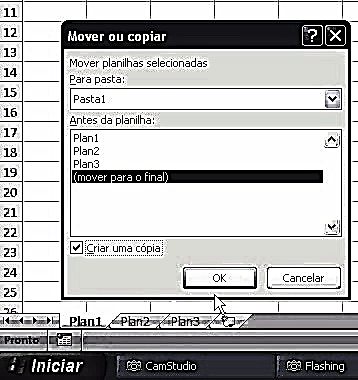 11
12
13
14
15
16
17
18
19
20
21
22
23
24
25
26
Mover ou copiar
Mover planilhas selecionadas
Para pasta:
Pasta1
Antes da planilha:
Plan1
Plan2
Plan3
(mover para o final)
Criar uma cópia
OK Cancelar
Plan1 Plan2 Plan3
Pronto
Iniciar CamStudio Flashing